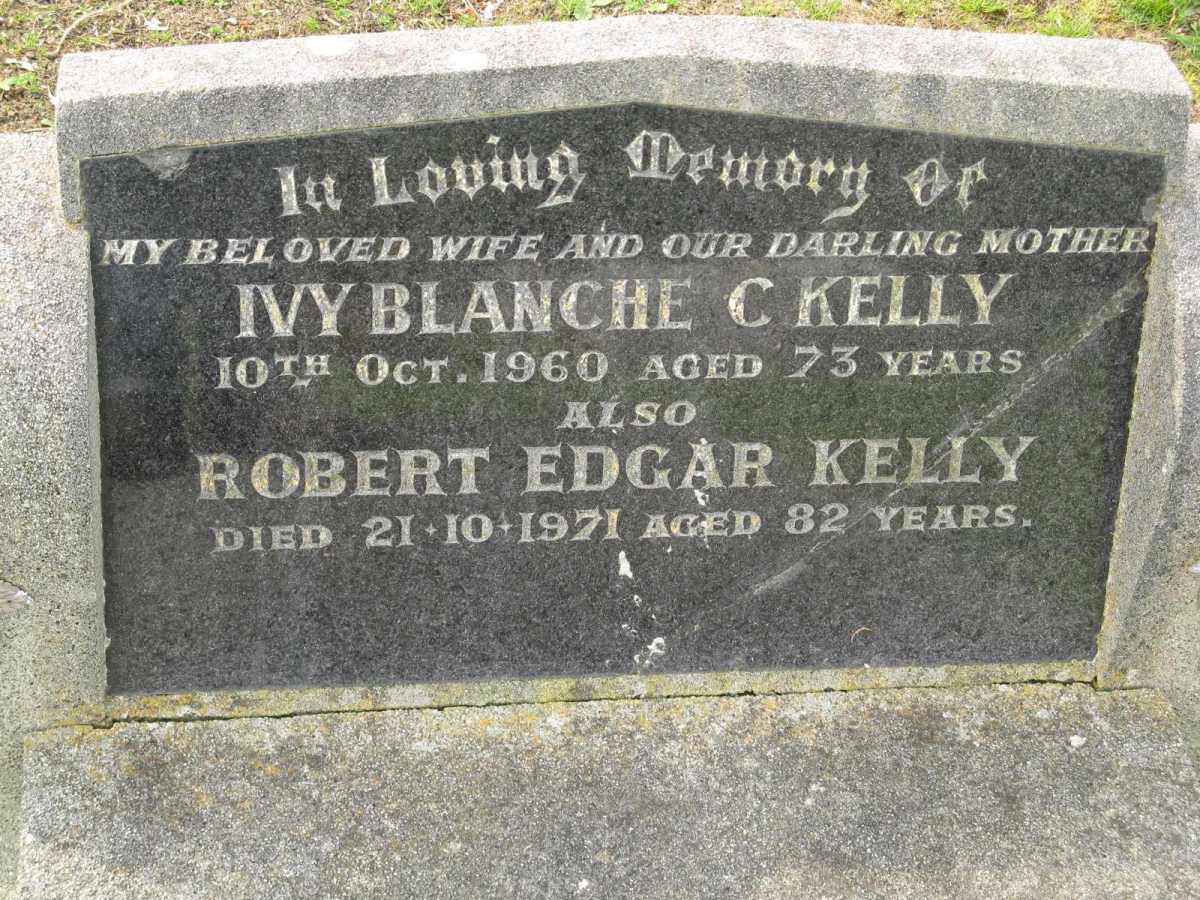 In Loving Memory Of
MY BELOVED WIFE AND OUR DARLING MOTHER
IVY BLANCHE C KELLY
10TH OCT. 1960 AGED 73 YEARS
ALSO
ROBERT EDGAR KELLY
DIED 21·10·1971 AGED 82 YEARS.